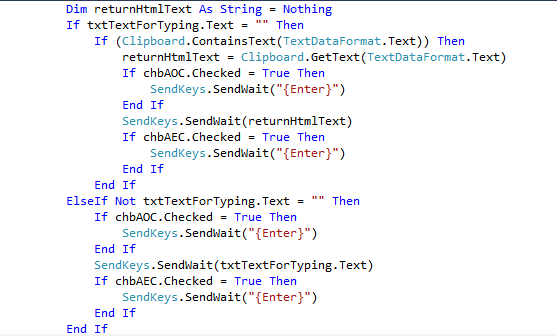 Dim returnHtmlText As String = Nothing
If txtTextForTyping.Text = "" Then
If (Clipboard.ContainsText(TextDataFormat.Text)) Then
returnHtmlText = Clipboard.GetText(TextDataFormat.Text)
If chbAOC.Checked = True Then
SendKeys.SendWait("{Enter}")
End If
SendKeys.SendWait(returnHtmlText)
If chbAEC.Checked = True Then
SendKeys.SendWait("{Enter}")
End If
End If
ElseIf Not txtTextForTyping.Text = "" Then
If chbAOC.Checked = True Then
SendKeys.SendWait("{Enter}")
End If
SendKeys.SendWait(txtTextForTyping.Text)
If chbAEC.Checked = True Then
SendKeys.SendWait("{Enter}")
End If
End If